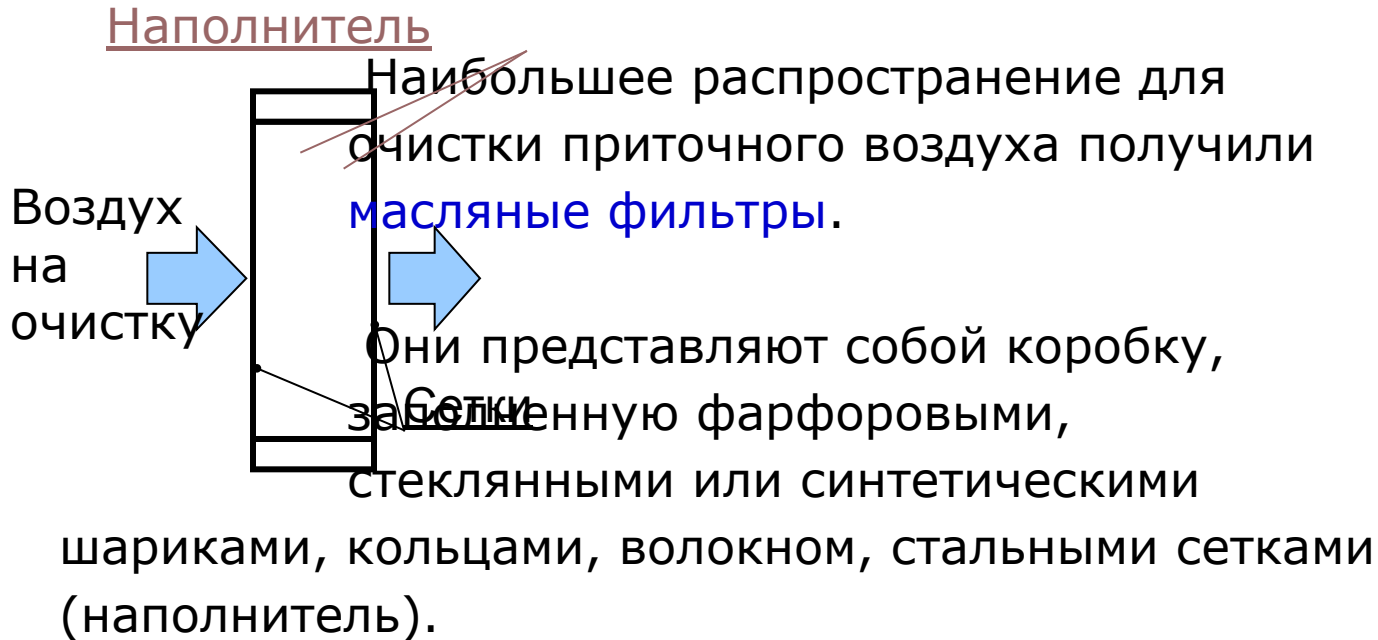 Наполнитель
Наибольшее распространение для
очистки приточного воздуха получили
масляные фильтры.
Воздух
на
очистку
Они представляют собой коробку,
заполненную фарфоровыми,
Сетки
стеклянными или синтетическими
шариками, кольцами, волокном, стальными сетками
(наполнитель).